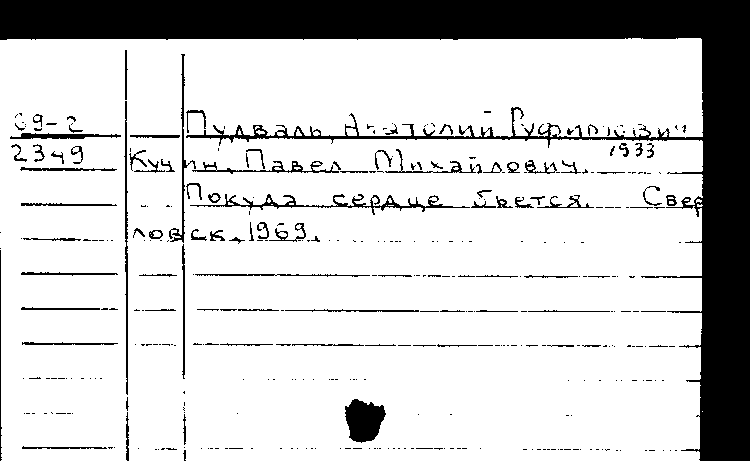 69-2 Пудваль, Анатолий Руфимович
2349 Кучин, Павел Михайлович. 1933
Покуда сердце бьется. Свер
ловск, 1969.